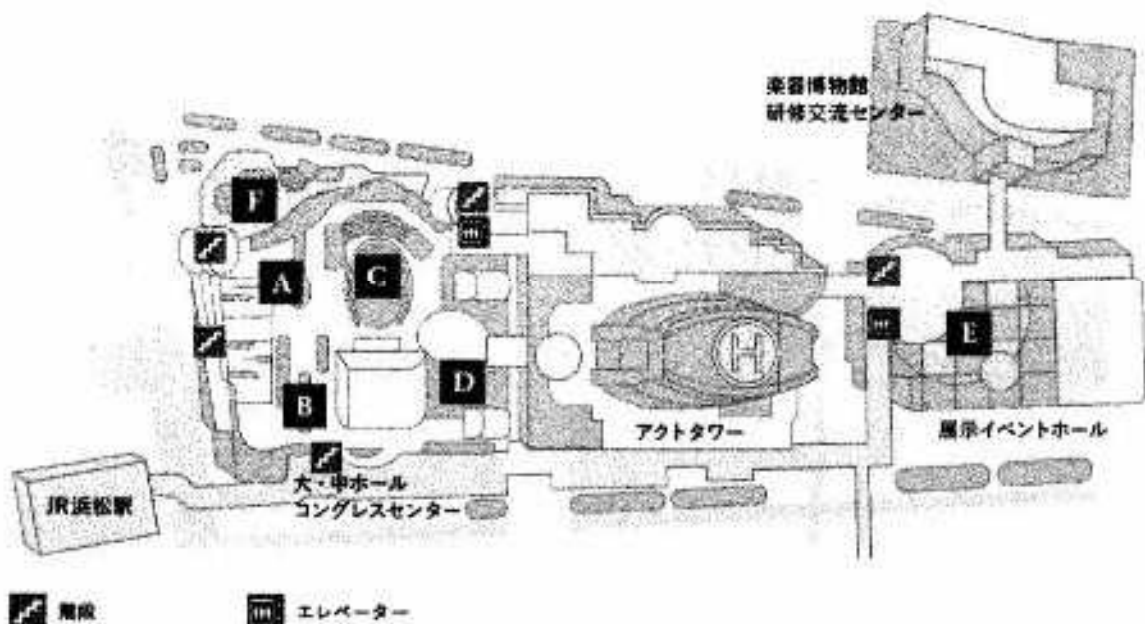 楽器博物館
研修交流センター
F
A
C
E
D
B
H
アクトタワー
展示イベントホール
大・中ホール
コングレスセンター
JR浜松駅
階段
エレベーター